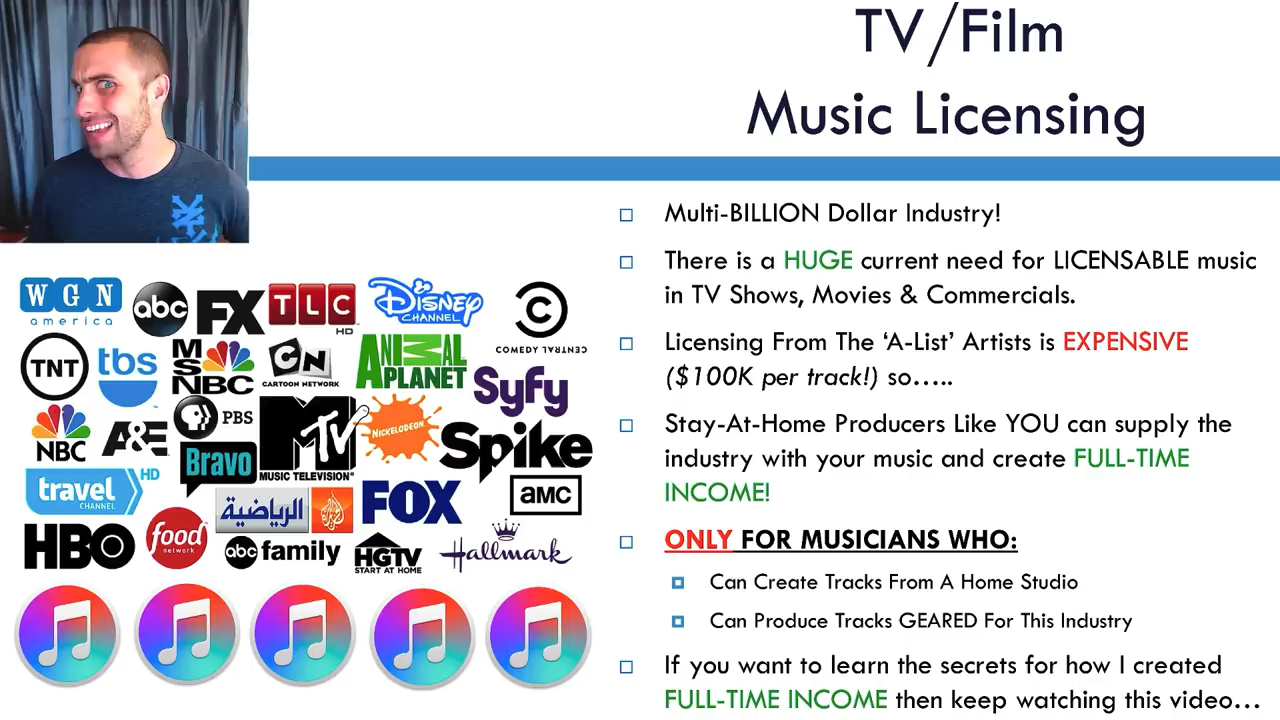 TV/Film
Music Licensing
Multi-BILLION Dollar Industry!
There is a HUGE current need for LICENSABLE music
in TV Shows, Movies & Commercials.
Licensing From The ‘A-List’ Artists is EXPENSIVE
($100K per track!) so…..
Stay-At-Home Producers Like YOU can supply the
industry with your music and create FULL-TIME
INCOME!
ONLY FOR MUSICIANS WHO:
Can Create Tracks From A Home Studio
Can Produce Tracks GEARED For This Industry
If you want to learn the secrets for how I created
FULL-TIME INCOME then keep watching this video…
WGN
america
abc
FX
TLC
HD
Disney
CHANNEL
COMEDY
CENTRAL
TNT
tbs
MSNBC
CN
CARTOON NETWORK
ANIMAL
PLANET
Syfy
NBC
A&E
PBS
Bravo
MTV
MUSIC TELEVISION®
NICKELODEON
Spike
travel
CHANNEL
HD
الرياضية
FOX
amc
HBO
food
network
abc family
HGTV
START AT HOME
Hallmark